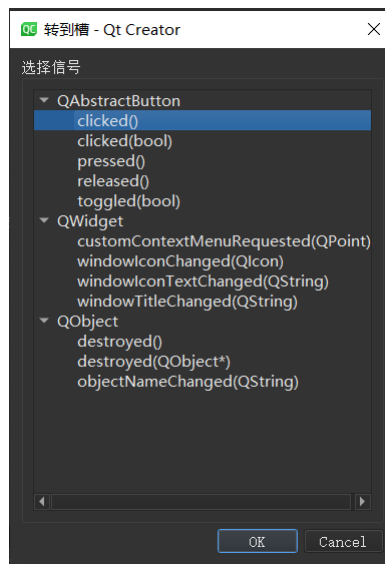 QC 转到槽 - Qt Creator
选择信号
QAbstractButton
clicked()
clicked(bool)
pressed()
released()
toggled(bool)
QWidget
customContextMenuRequested(QPoint)
windowIconChanged(QIcon)
windowIconTextChanged(QString)
windowTitleChanged(QString)
QObject
destroyed()
destroyed(QObject*)
objectNameChanged(QString)
OK Cancel